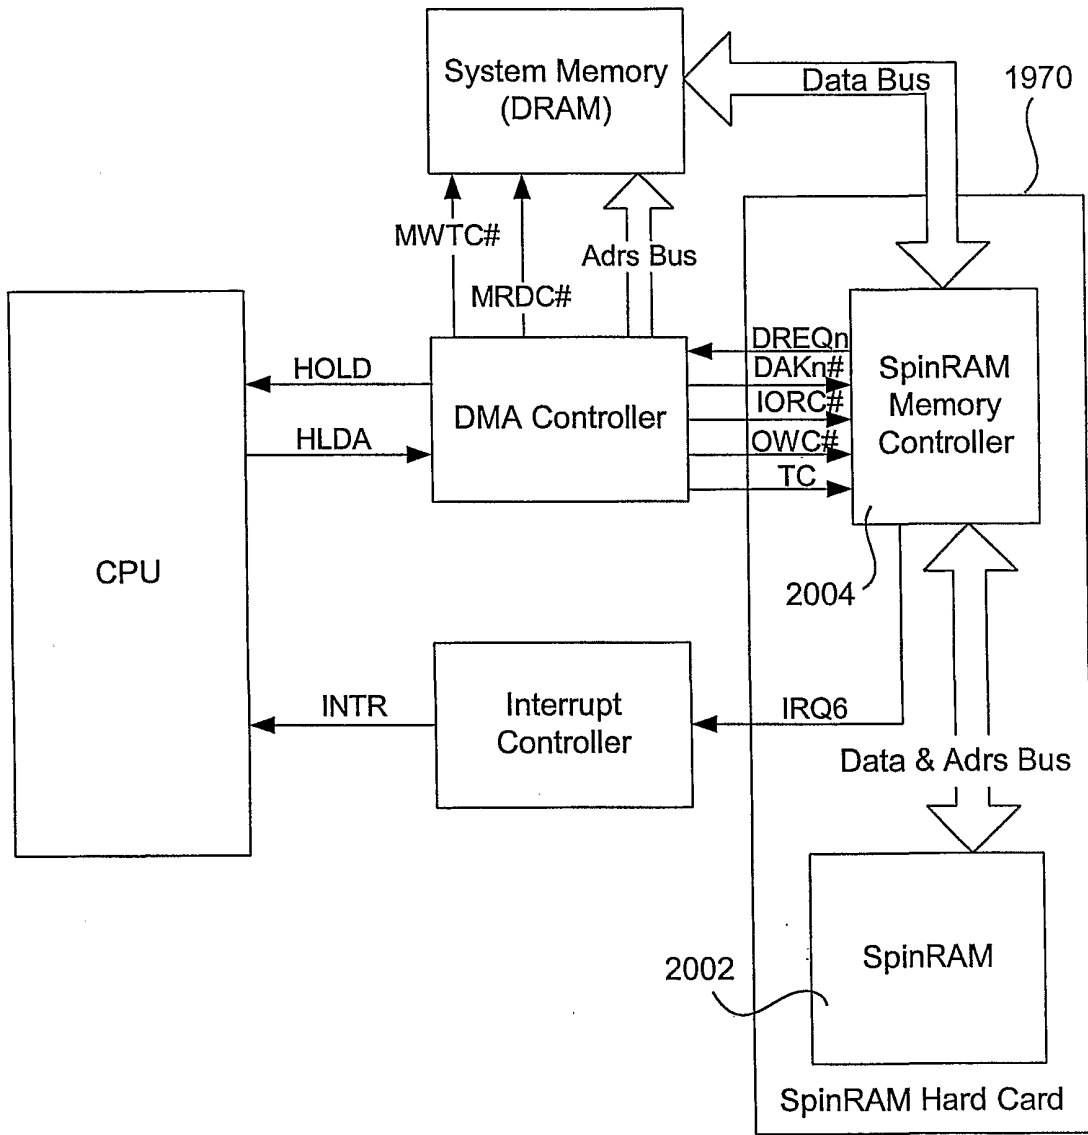 System Memory
(DRAM)
Data Bus
1970
MWTC#
MRDC#
Adrs Bus
HOLD
HLDA
DMA Controller
DREQn
DAKn#
IORC#
OWC#
TC
SpinRAM
Memory
Controller
CPU
2004
INTR
Interrupt
Controller
IRQ6
Data & Adrs Bus
2002
SpinRAM
SpinRAM Hard Card